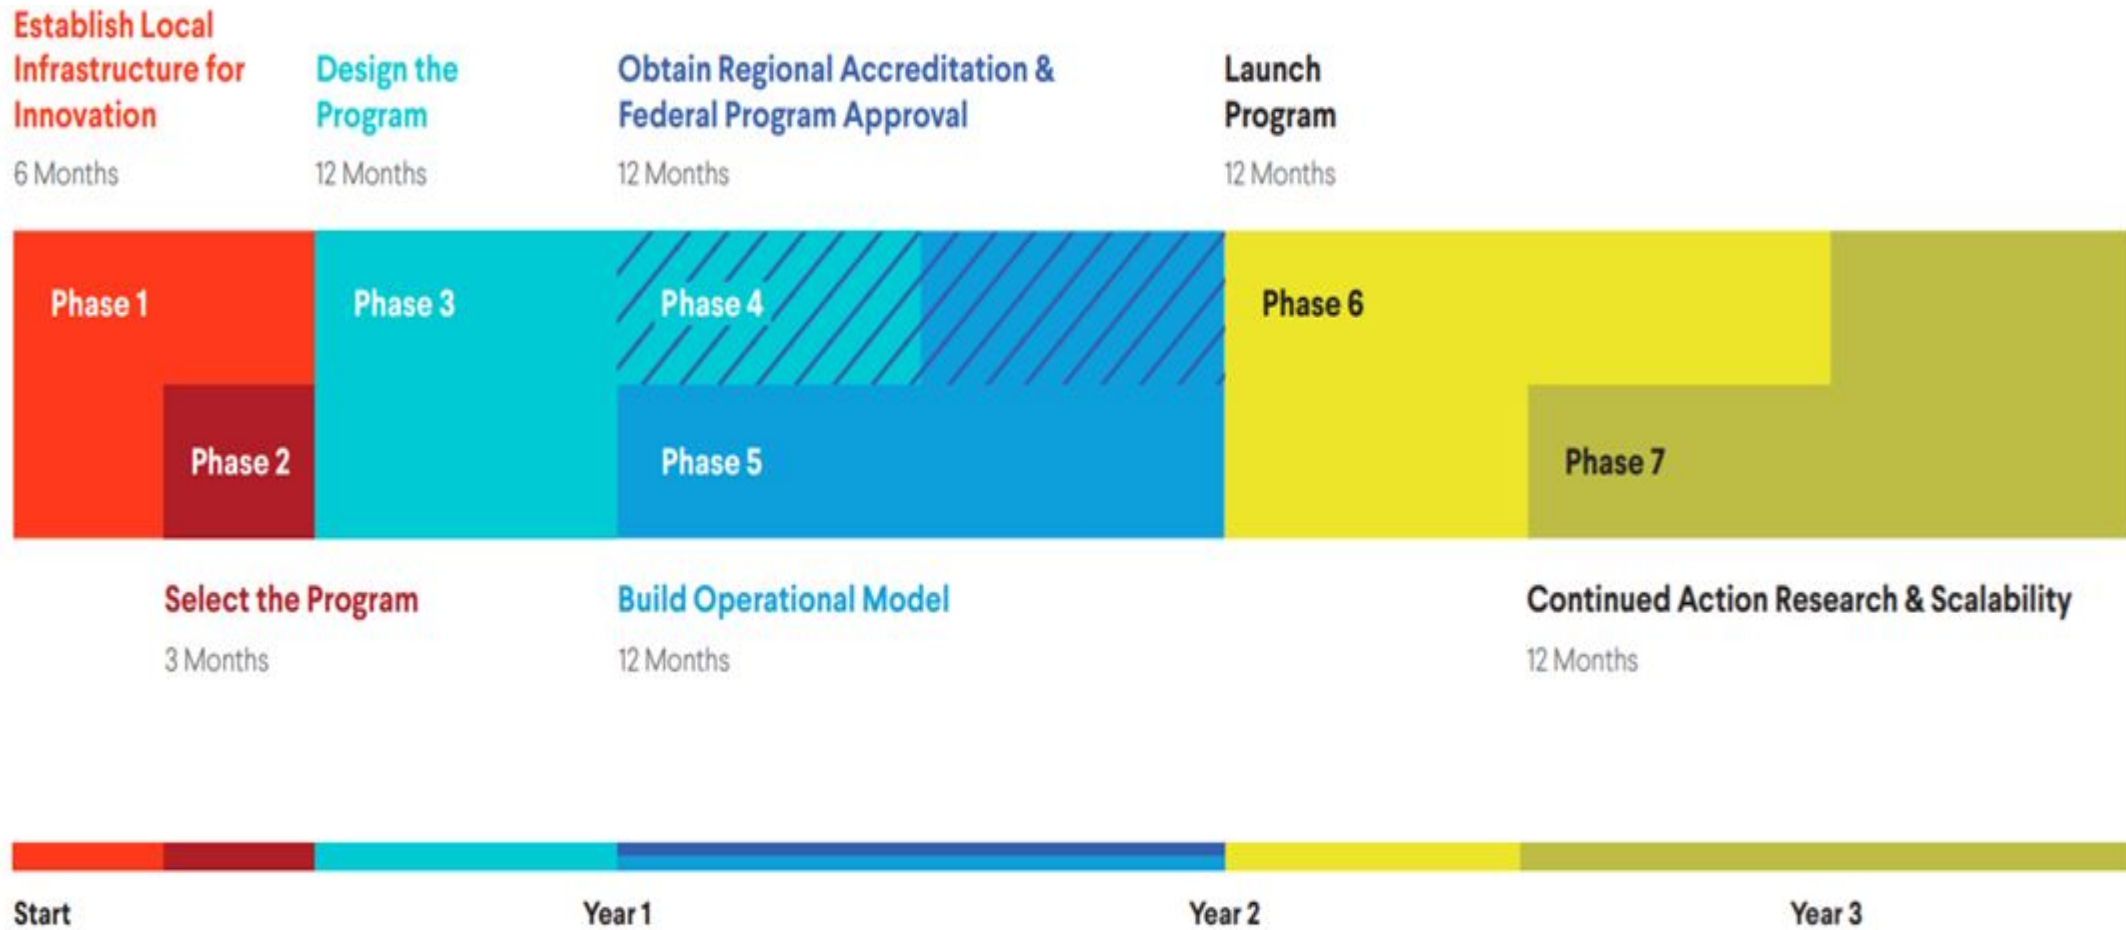 Establish Local
Infrastructure for
Innovation
6 Months
Design the
Program
12 Months
Obtain Regional Accreditation &
Federal Program Approval
12 Months
Launch
Program
12 Months
Phase 1
Phase 3
Phase 4
Phase 6
Phase 2
Phase 5
Phase 7
Select the Program
3 Months
Build Operational Model
12 Months
Continued Action Research & Scalability
12 Months
Start
Year 1
Year 2
Year 3